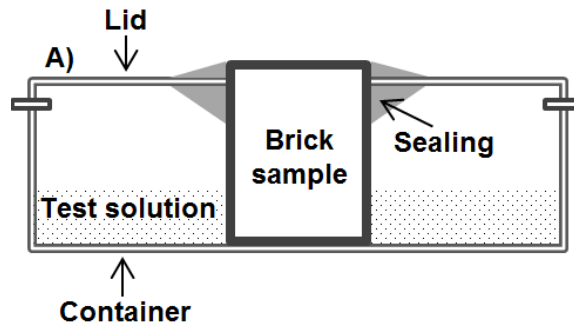 Lid
A)
Brick
sample
Sealing
Test solution
Container